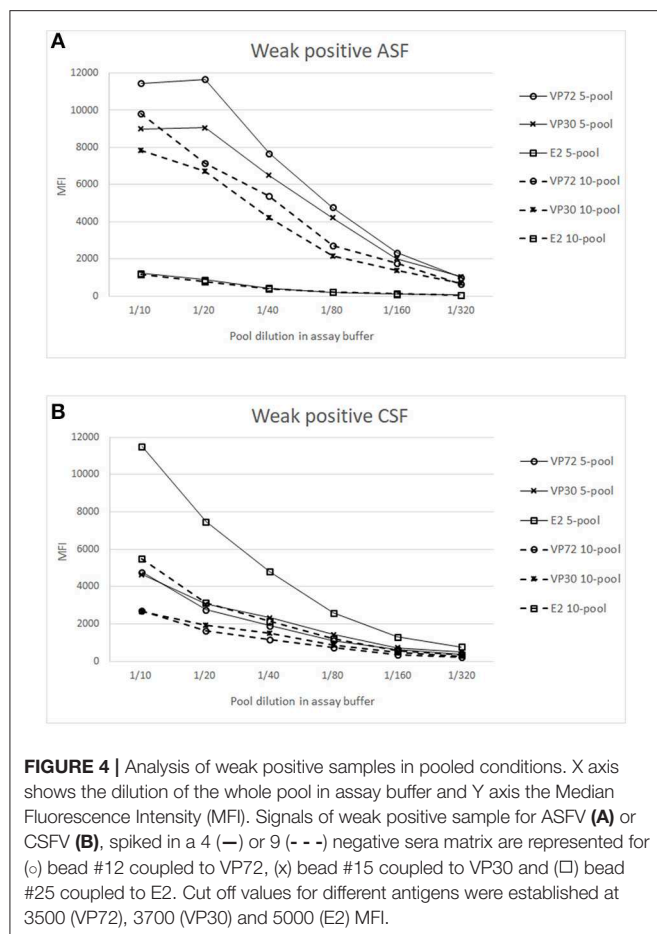 A
Weak positive ASF
12000
10000
8000
6000
4000
2000
0
MFI
1/10 1/20 1/40 1/80 1/160 1/320
Pool dilution in assay buffer
VP72 5-pool
VP30 5-pool
E2 5-pool
VP72 10-pool
VP30 10-pool
E2 10-pool
B
Weak positive CSF
12000
10000
8000
6000
4000
2000
0
MFI
1/10 1/20 1/40 1/80 1/160 1/320
Pool dilution in assay buffer
VP72 5-pool
VP30 5-pool
E2 5-pool
VP72 10-pool
VP30 10-pool
E2 10-pool
FIGURE 4 | Analysis of weak positive samples in pooled conditions. X axis
shows the dilution of the whole pool in assay buffer and Y axis the Median
Fluorescence Intensity (MFI). Signals of weak positive sample for ASFV (A) or
CSFV (B), spiked in a 4 (—) or 9 (- - -) negative sera matrix are represented for
(○) bead #12 coupled to VP72, (x) bead #15 coupled to VP30 and (□) bead
#25 coupled to E2. Cut off values for different antigens were established at
3500 (VP72), 3700 (VP30) and 5000 (E2) MFI.